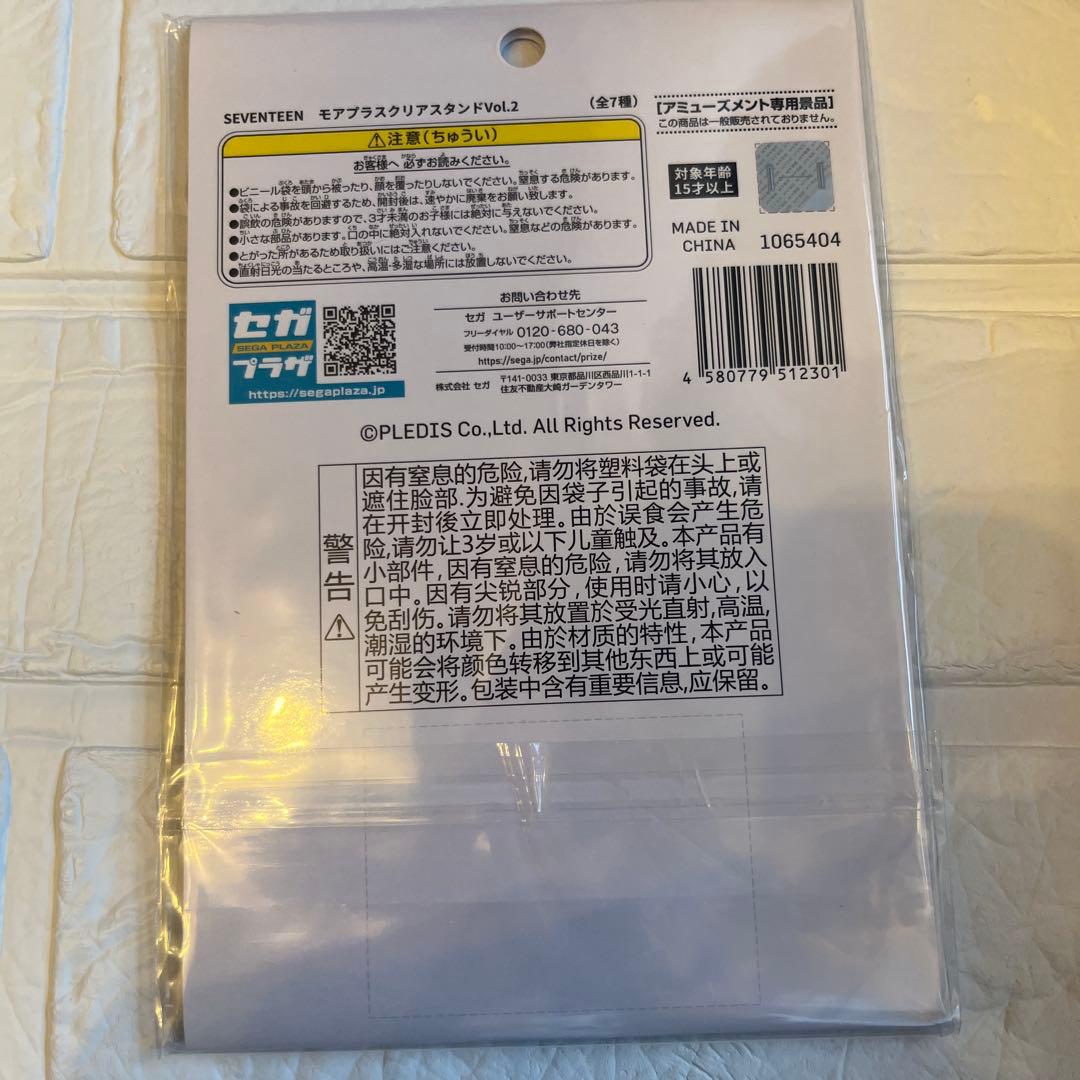 SEVENTEEN モアプラスクリアスタンドVol.2 (全7種)
⚠注意(ちゅうい)
お客様へ 必ずお読みください。
●ビニール袋を頭から被ったり、顔を覆ったりしないでください。窒息する危険があります。
●袋による事故を回避するため、開封後は、速やかに廃棄をお願い致します。
●誤飲の危険がありますので、3才未満のお子様には絶対に与えないでください。
●小さな部品があります。口の中に絶対入れないでください。窒息などの危険があります。
●とがった所があるため取り扱いにはご注意ください。
●直射日光の当たるところや、高温・多湿な場所には放置しないでください。
[アミューズメント専用景品]
この商品は一般販売されておりません。
対象年齢
15才以上
MADE IN
CHINA 1065404
セガ
SEGA PLAZA
プラザ
https://segaplaza.jp
お問い合わせ先
セガ ユーザーサポートセンター
フリーダイヤル 0120-680-043
受付時間10:00～17:00(弊社指定休日を除く)
https://sega.jp/contact/prize/
株式会社 セガ 〒141-0033 東京都品川区西品川1-1-1
住友不動産大崎ガーデンタワー
4 580779 512301
©PLEDIS Co.,Ltd. All Rights Reserved.
警告⚠
因有窒息的危险,请勿将塑料袋在头上或
遮住脸部.为避免因袋子引起的事故,请
在开封後立即处理。由於误食会产生危
险,请勿让3岁或以下儿童触及。本产品有
小部件,因有窒息的危险,请勿将其放入
口中。因有尖锐部分,使用时请小心,以
免刮伤。请勿将其放置於受光直射,高温,
潮湿的环境下。由於材质的特性,本产品
可能会将颜色转移到其他东西上或可能
产生变形。包装中含有重要信息,应保留。